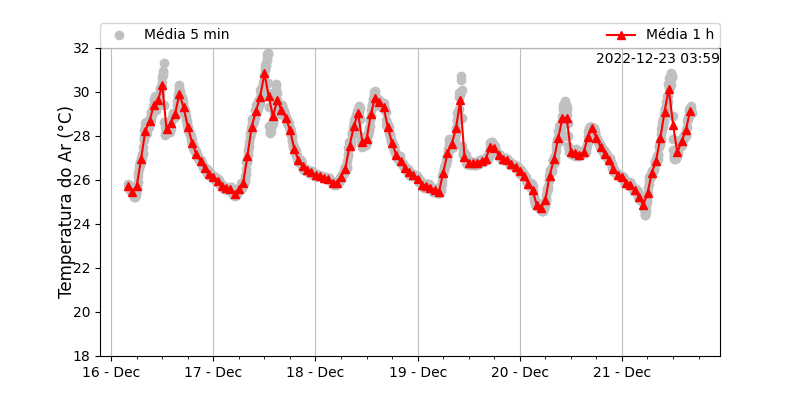 Média 5 min
Média 1 h
2022-12-23 03:59
Temperatura do Ar (°C)
32
30
28
26
24
22
20
18
16 - Dec
17 - Dec
18 - Dec
19 - Dec
20 - Dec
21 - Dec